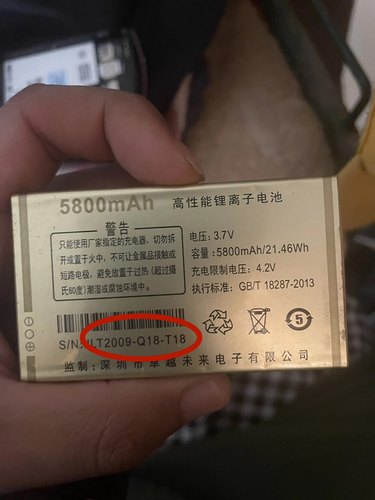 5800mAh 高性能锂离子电池
警告
只能使用厂家指定的充电器，切勿拆
开或置于火中，不可让金属品接触或
短路电极，避免放置于过热（超过摄
氏60度）潮湿或腐蚀环境中。
电压：3.7V
容量：5800mAh/21.46Wh
充电限制电压：4.2V
执行标准：GB/T 18287-2013
S/N:LT2009-Q18-T18
5
监制：深圳市卓越未来电子有限公司